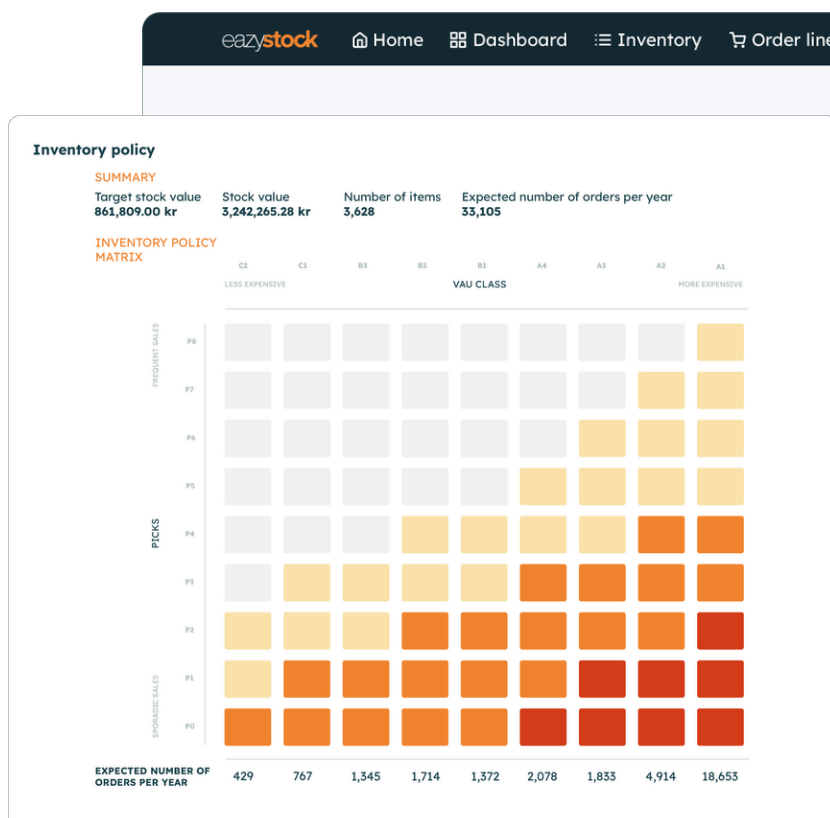 eazystock Home Dashboard Inventory Order line
Inventory policy
SUMMARY
Target stock value Stock value Number of items Expected number of orders per year
861,809.00 kr 3,242,265.28 kr 3,628 33,105
INVENTORY POLICY
MATRIX
C2 C1 B3 B2 B1 A4 A3 A2 A1
LESS EXPENSIVE VAU CLASS MORE EXPENSIVE
FREQUENT SALES
PICKS
SPORADIC SALES
P8
P7
P6
P5
P4
P3
P2
P1
P0
EXPECTED NUMBER OF
ORDERS PER YEAR
429 767 1,345 1,714 1,372 2,078 1,833 4,914 18,653